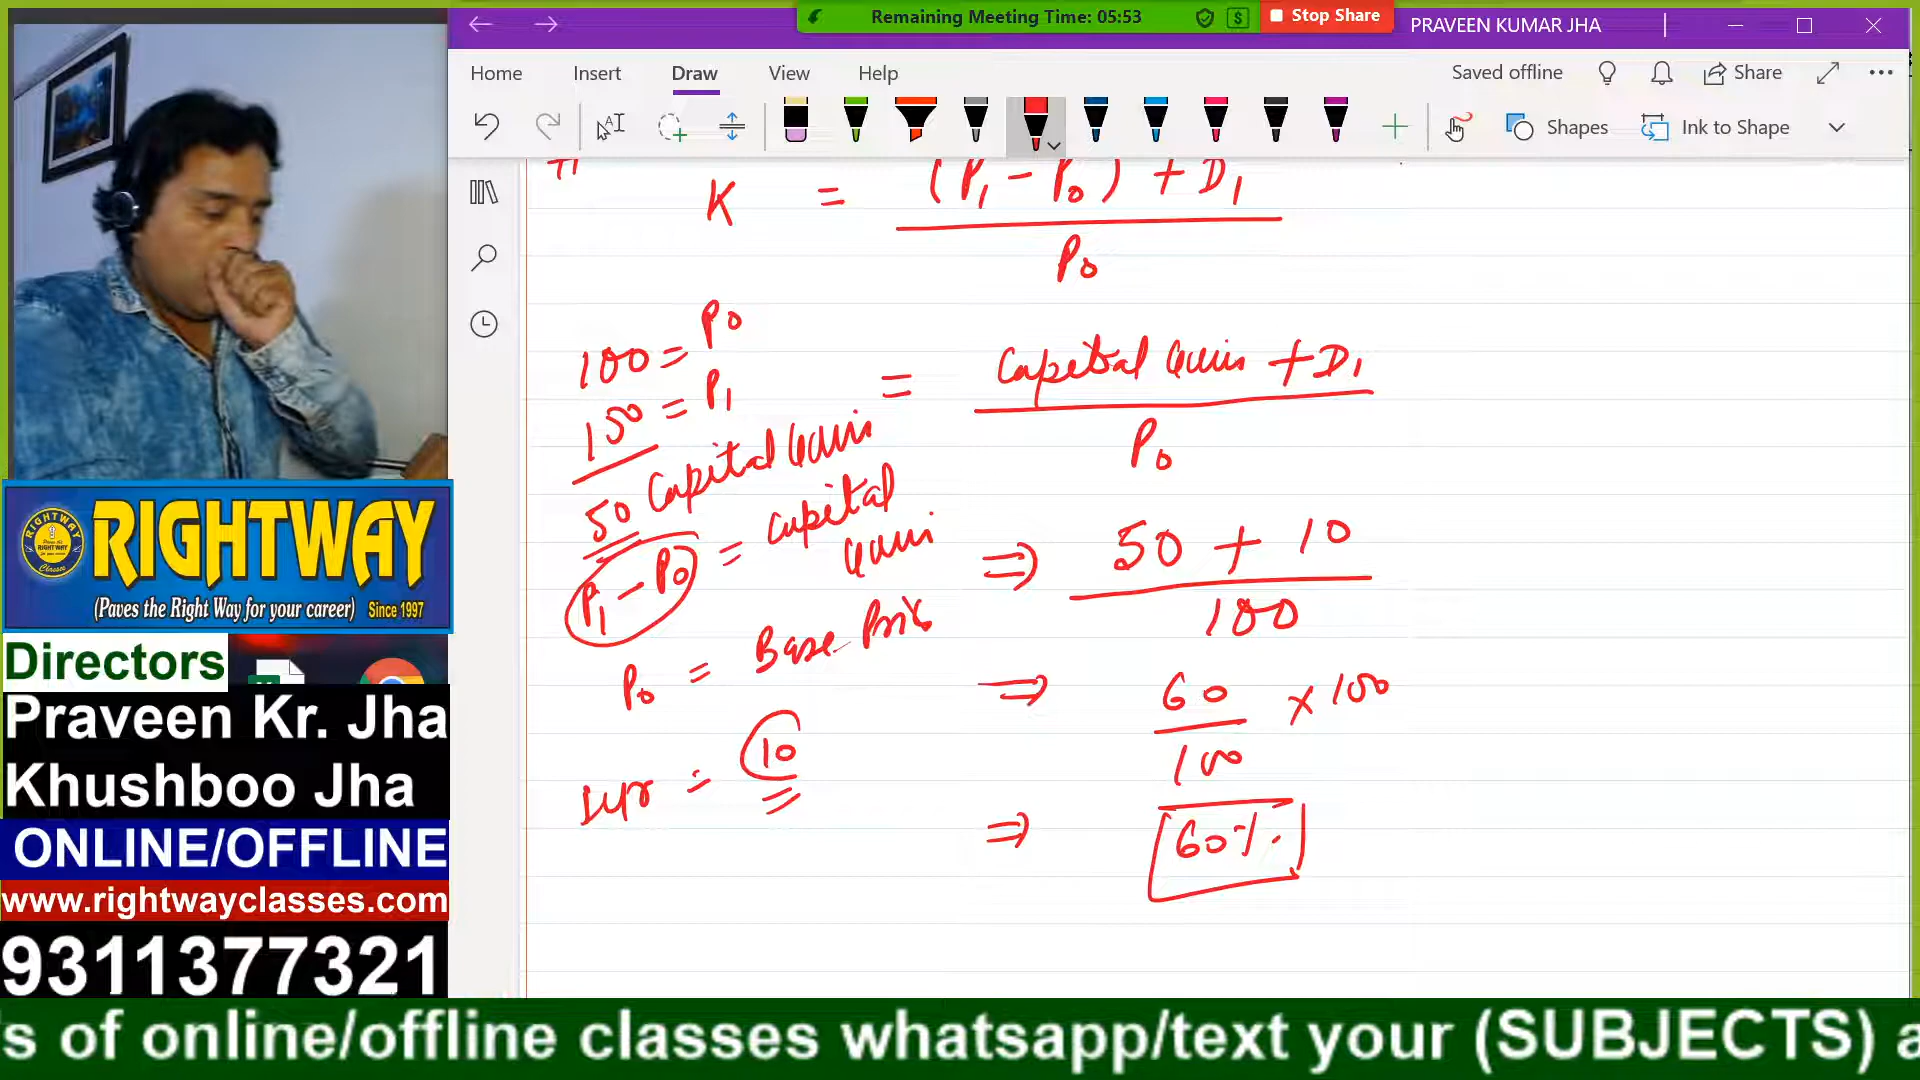 Remaining Meeting Time: 05:53
Stop Share
PRAVEEN KUMAR JHA
Home Insert Draw View Help
Saved offline
Share
Shapes
Ink to Shape
K = (P1 - P0) + D1
P0
100 = P0
150 = P1
50 Capital Gain
P1 - P0 = Capital Gain
P0 = Base Price
= 10
= Capital Gain + D1
P0
⇒ 50 + 10
100
⇒ 60 × 100
100
⇒ 60%
RIGHTWAY
(Paves the Right Way for your career) Since 1997
Directors
Praveen Kr. Jha
Khushboo Jha
ONLINE/OFFLINE
www.rightwayclasses.com
9311377321
's of online/offline classes whatsapp/text your (SUBJECTS) a